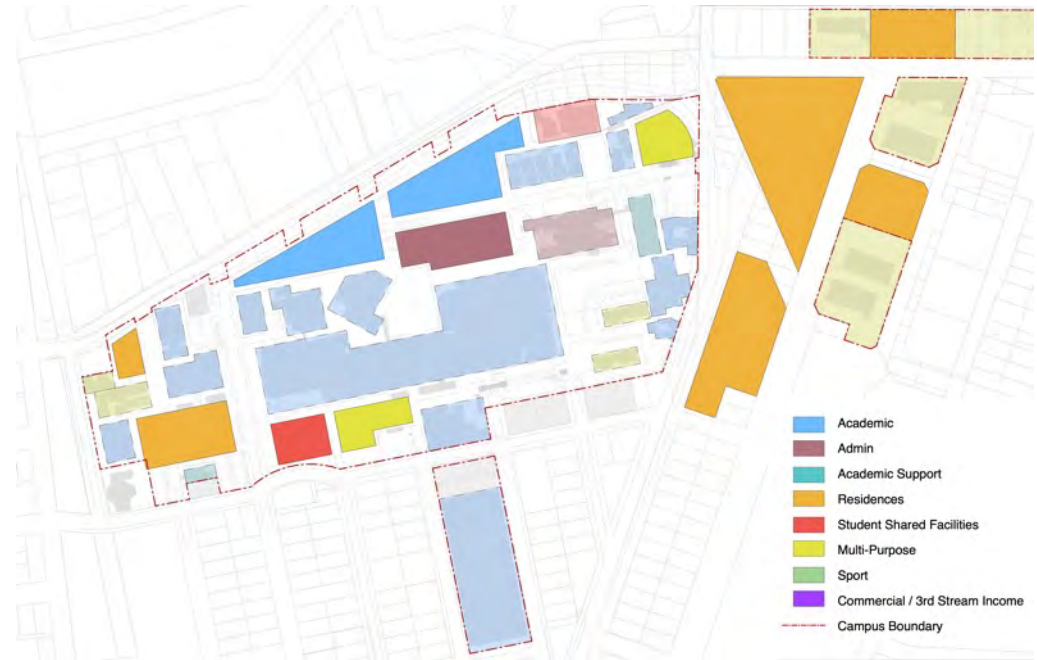 Academic
Admin
Academic Support
Residences
Student Shared Facilities
Multi-Purpose
Sport
Commercial / 3rd Stream Income
Campus Boundary